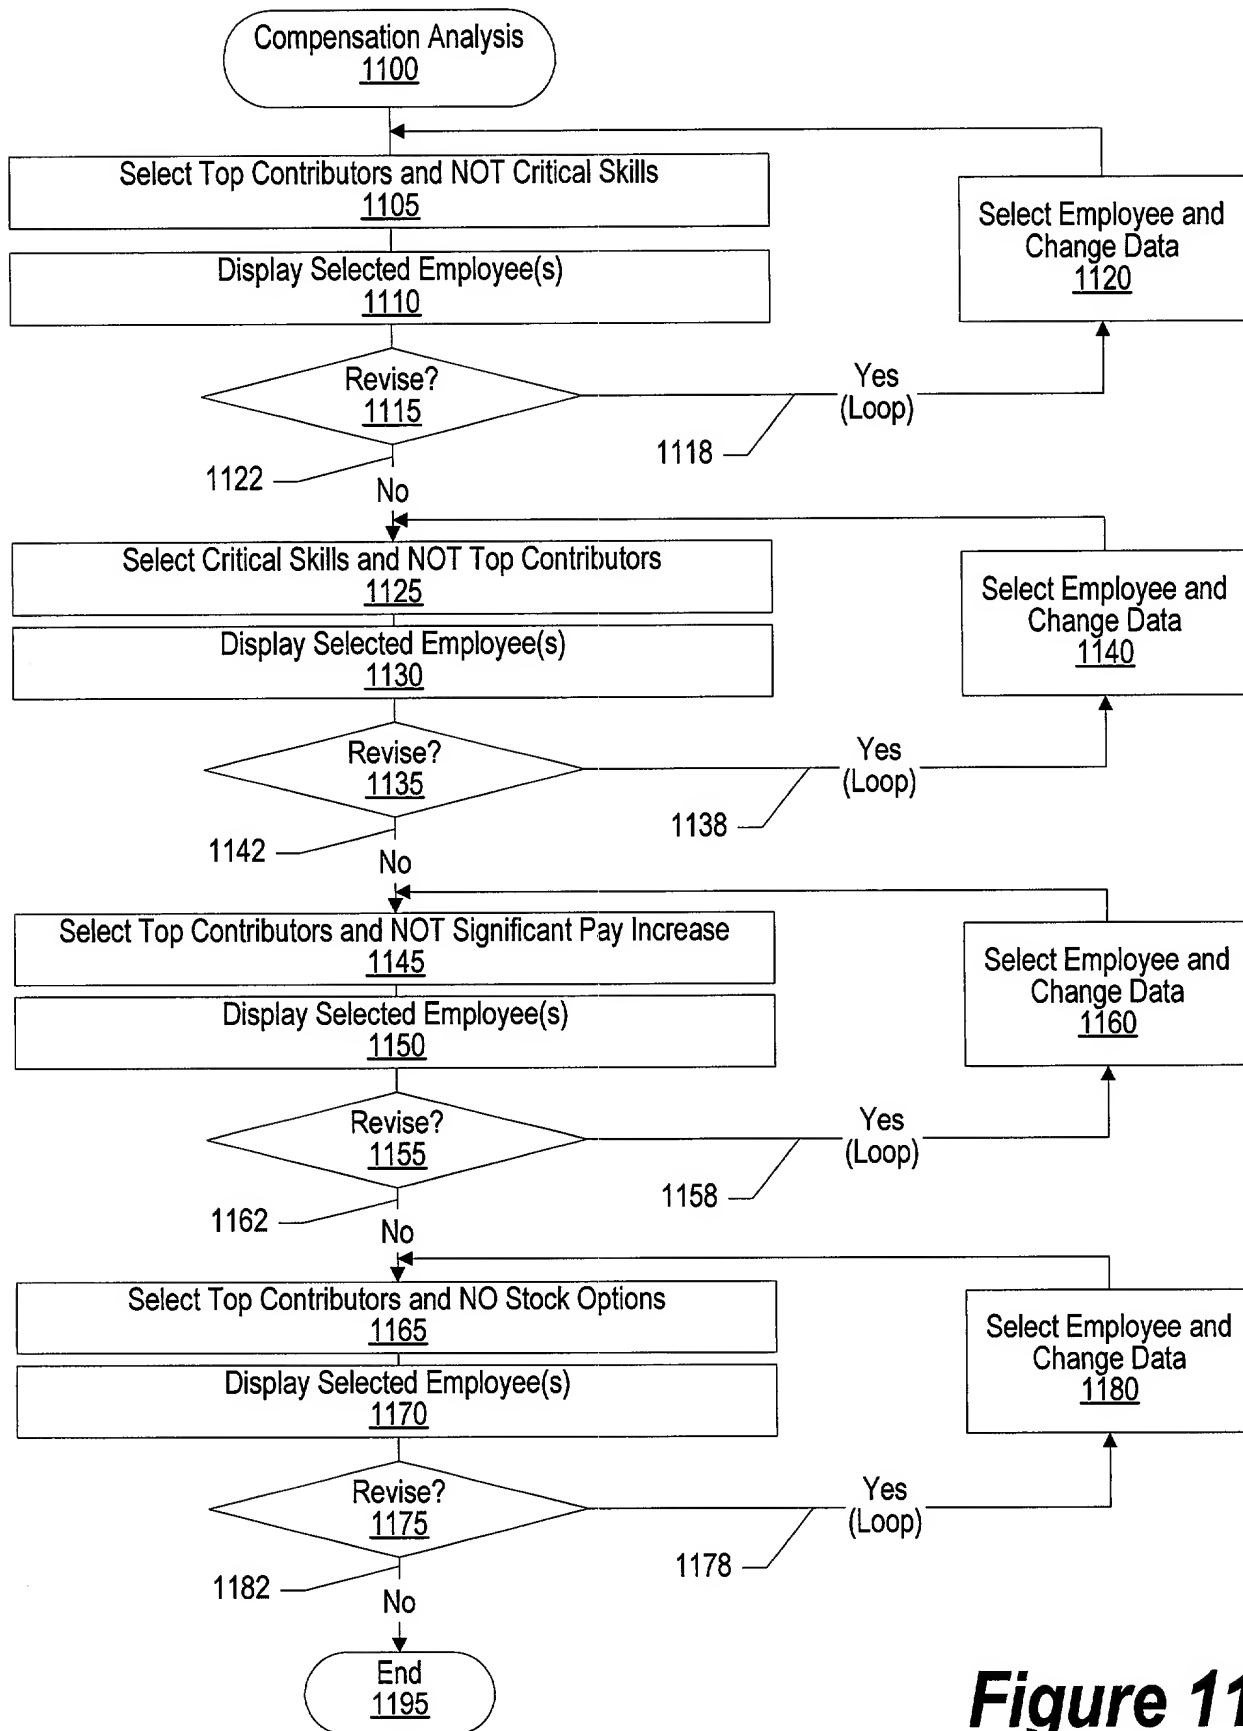 Compensation Analysis
1100
Select Top Contributors and NOT Critical Skills
1105
Select Employee and
Change Data
1120
Display Selected Employee(s)
1110
Revise?
1115
Yes
(Loop)
1118
1122
No
Select Critical Skills and NOT Top Contributors
1125
Select Employee and
Change Data
1140
Display Selected Employee(s)
1130
Revise?
1135
Yes
(Loop)
1138
1142
No
Select Top Contributors and NOT Significant Pay Increase
1145
Select Employee and
Change Data
1160
Display Selected Employee(s)
1150
Revise?
1155
Yes
(Loop)
1158
1162
No
Select Top Contributors and NO Stock Options
1165
Select Employee and
Change Data
1180
Display Selected Employee(s)
1170
Revise?
1175
Yes
(Loop)
1178
1182
No
End
1195
Figure 11